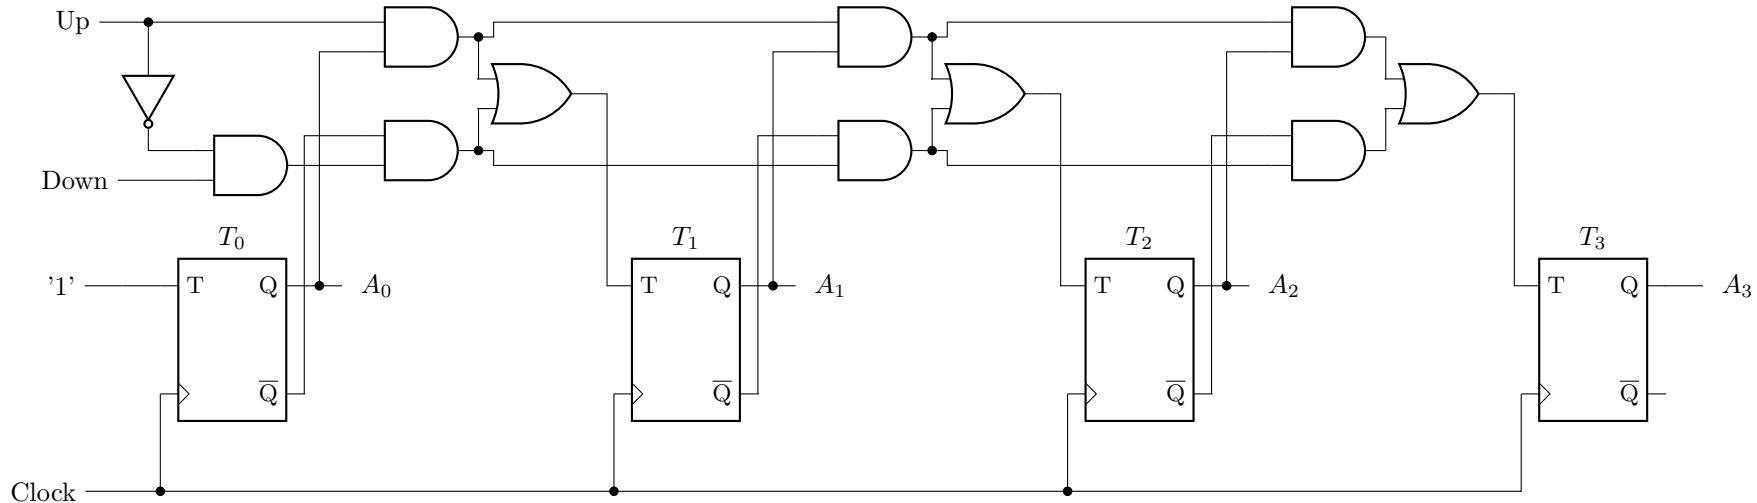 Up
Down
T₀ T₁ T₂ T₃
'1' T Q A₀ T Q A₁ T Q A₂ T Q A₃
Q̅ Q̅ Q̅ Q̅
Clock